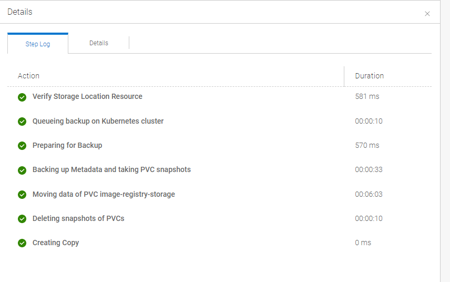 Details
×
Step Log
Details
Action Duration
Verify Storage Location Resource 581 ms
Queueing backup on Kubernetes cluster 00:00:10
Preparing for Backup 570 ms
Backing up Metadata and taking PVC snapshots 00:00:33
Moving data of PVC image-registry-storage 00:06:03
Deleting snapshots of PVCs 00:00:10
Creating Copy 0 ms